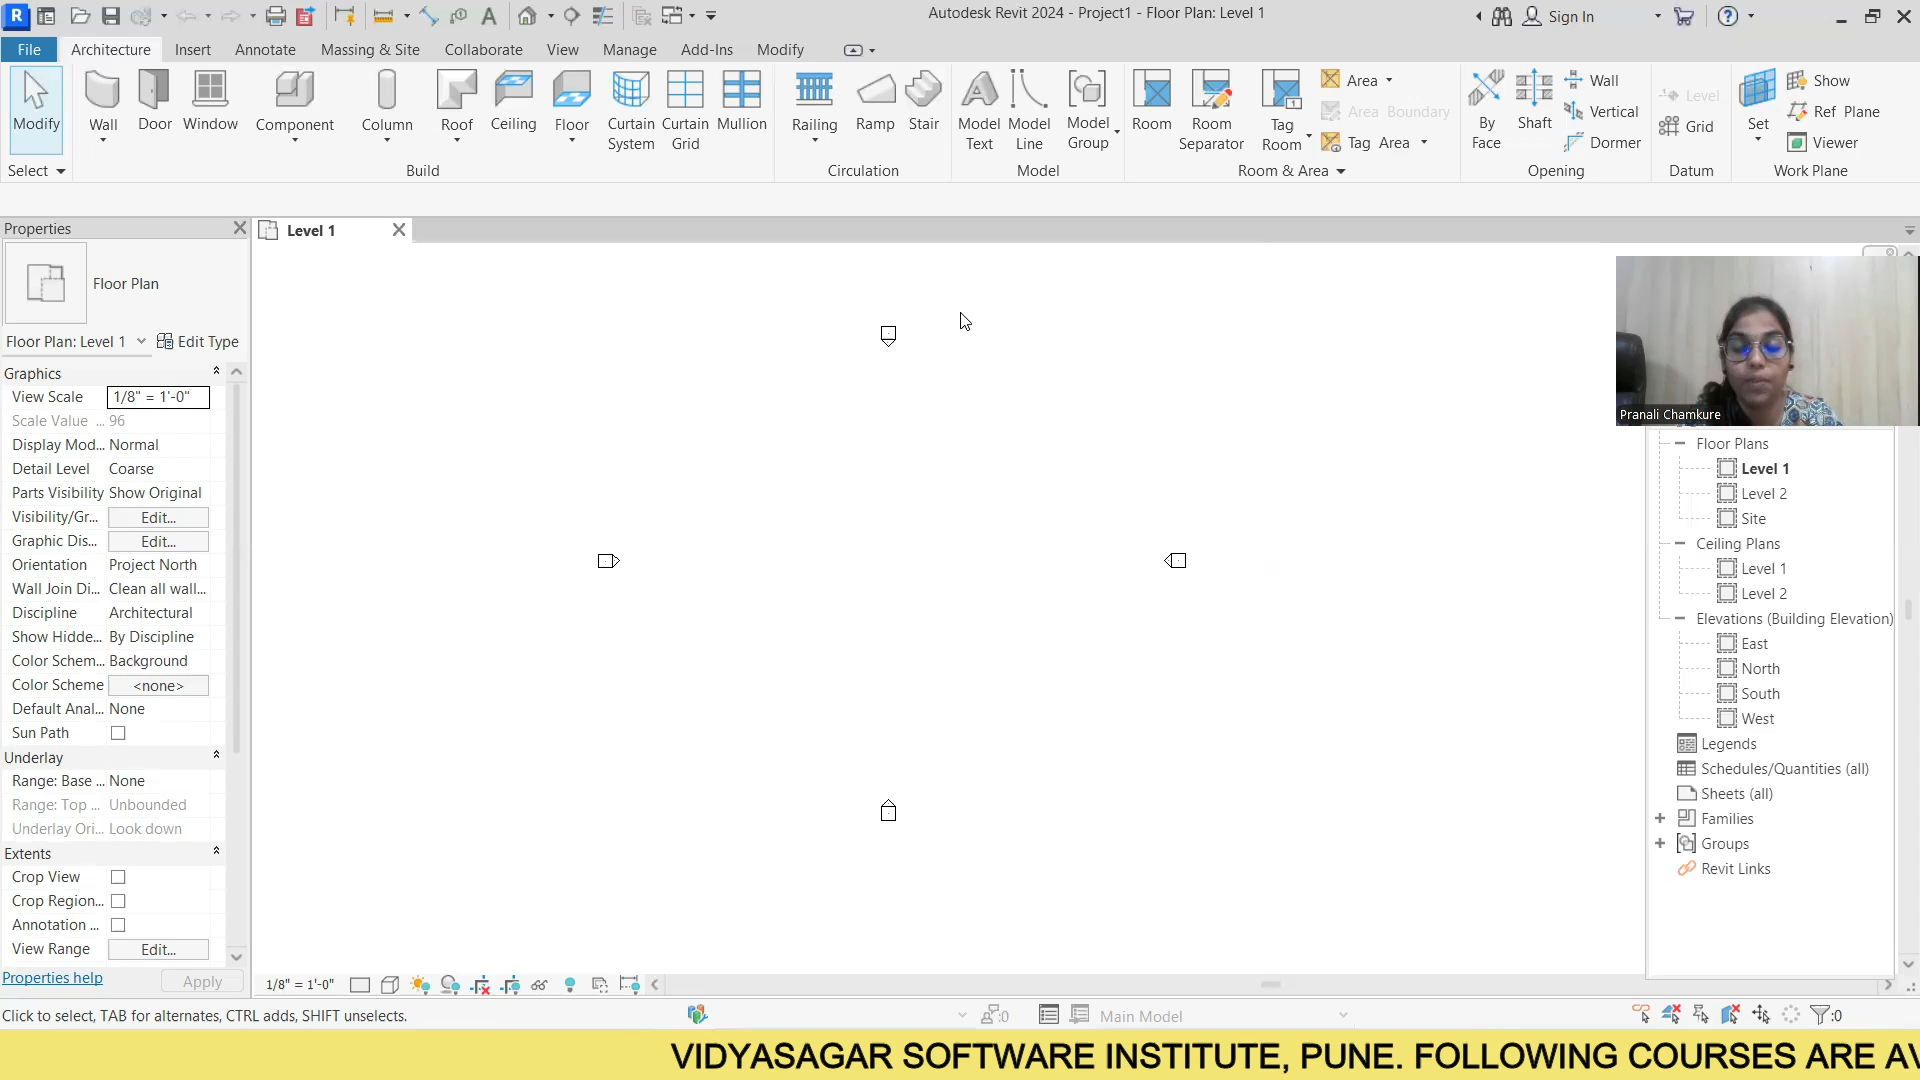 Autodesk Revit 2024 - Project1 - Floor Plan: Level 1
Sign In
File Architecture Insert Annotate Massing & Site Collaborate View Manage Add-Ins Modify
Modify
Wall
Door
Window
Component
Column
Roof
Ceiling
Floor
Curtain System
Curtain Grid
Mullion
Railing
Ramp
Stair
Model Text
Model Line
Model Group
Room
Room Separator
Tag Room
Area
Area Boundary
Tag Area
By Face
Shaft
Wall
Vertical
Dormer
Level
Grid
Set
Show
Ref Plane
Viewer
Select Build Circulation Model Room & Area Opening Datum Work Plane
Properties
Level 1
Floor Plan
Floor Plan: Level 1 Edit Type
Graphics
View Scale 1/8" = 1'-0"
Scale Value ... 96
Display Mod... Normal
Detail Level Coarse
Parts Visibility Show Original
Visibility/Gr... Edit...
Graphic Dis... Edit...
Orientation Project North
Wall Join Di... Clean all wall...
Discipline Architectural
Show Hidde... By Discipline
Color Schem... Background
Color Scheme <none>
Default Anal... None
Sun Path
Underlay
Range: Base ... None
Range: Top ... Unbounded
Underlay Ori... Look down
Extents
Crop View
Crop Region...
Annotation ...
View Range Edit...
Properties help Apply
Pranali Chamkure
Floor Plans
Level 1
Level 2
Site
Ceiling Plans
Level 1
Level 2
Elevations (Building Elevation)
East
North
South
West
Legends
Schedules/Quantities (all)
Sheets (all)
Families
Groups
Revit Links
1/8" = 1'-0"
Click to select, TAB for alternates, CTRL adds, SHIFT unselects.
:0
Main Model
:0
VIDYASAGAR SOFTWARE INSTITUTE, PUNE. FOLLOWING COURSES ARE AV